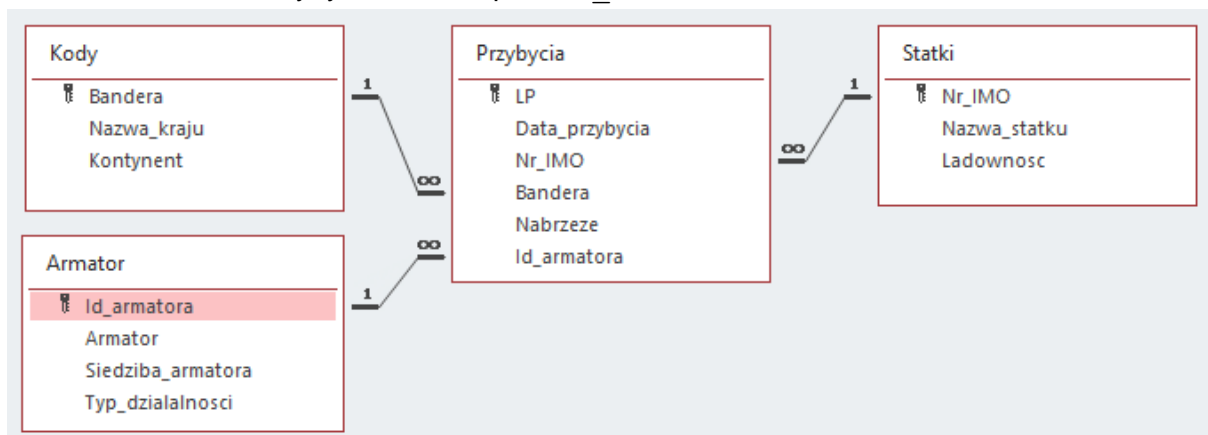 Kody
Bandera
Nazwa_kraju
Kontynent
1
∞
Przybycia
LP
Data_przybycia
Nr_IMO
Bandera
Nabrzeze
Id_armatora
1
∞
Statki
Nr_IMO
Nazwa_statku
Ladownosc
Armator
Id_armatora
Armator
Siedziba_armatora
Typ_dzialalnosci
1
∞